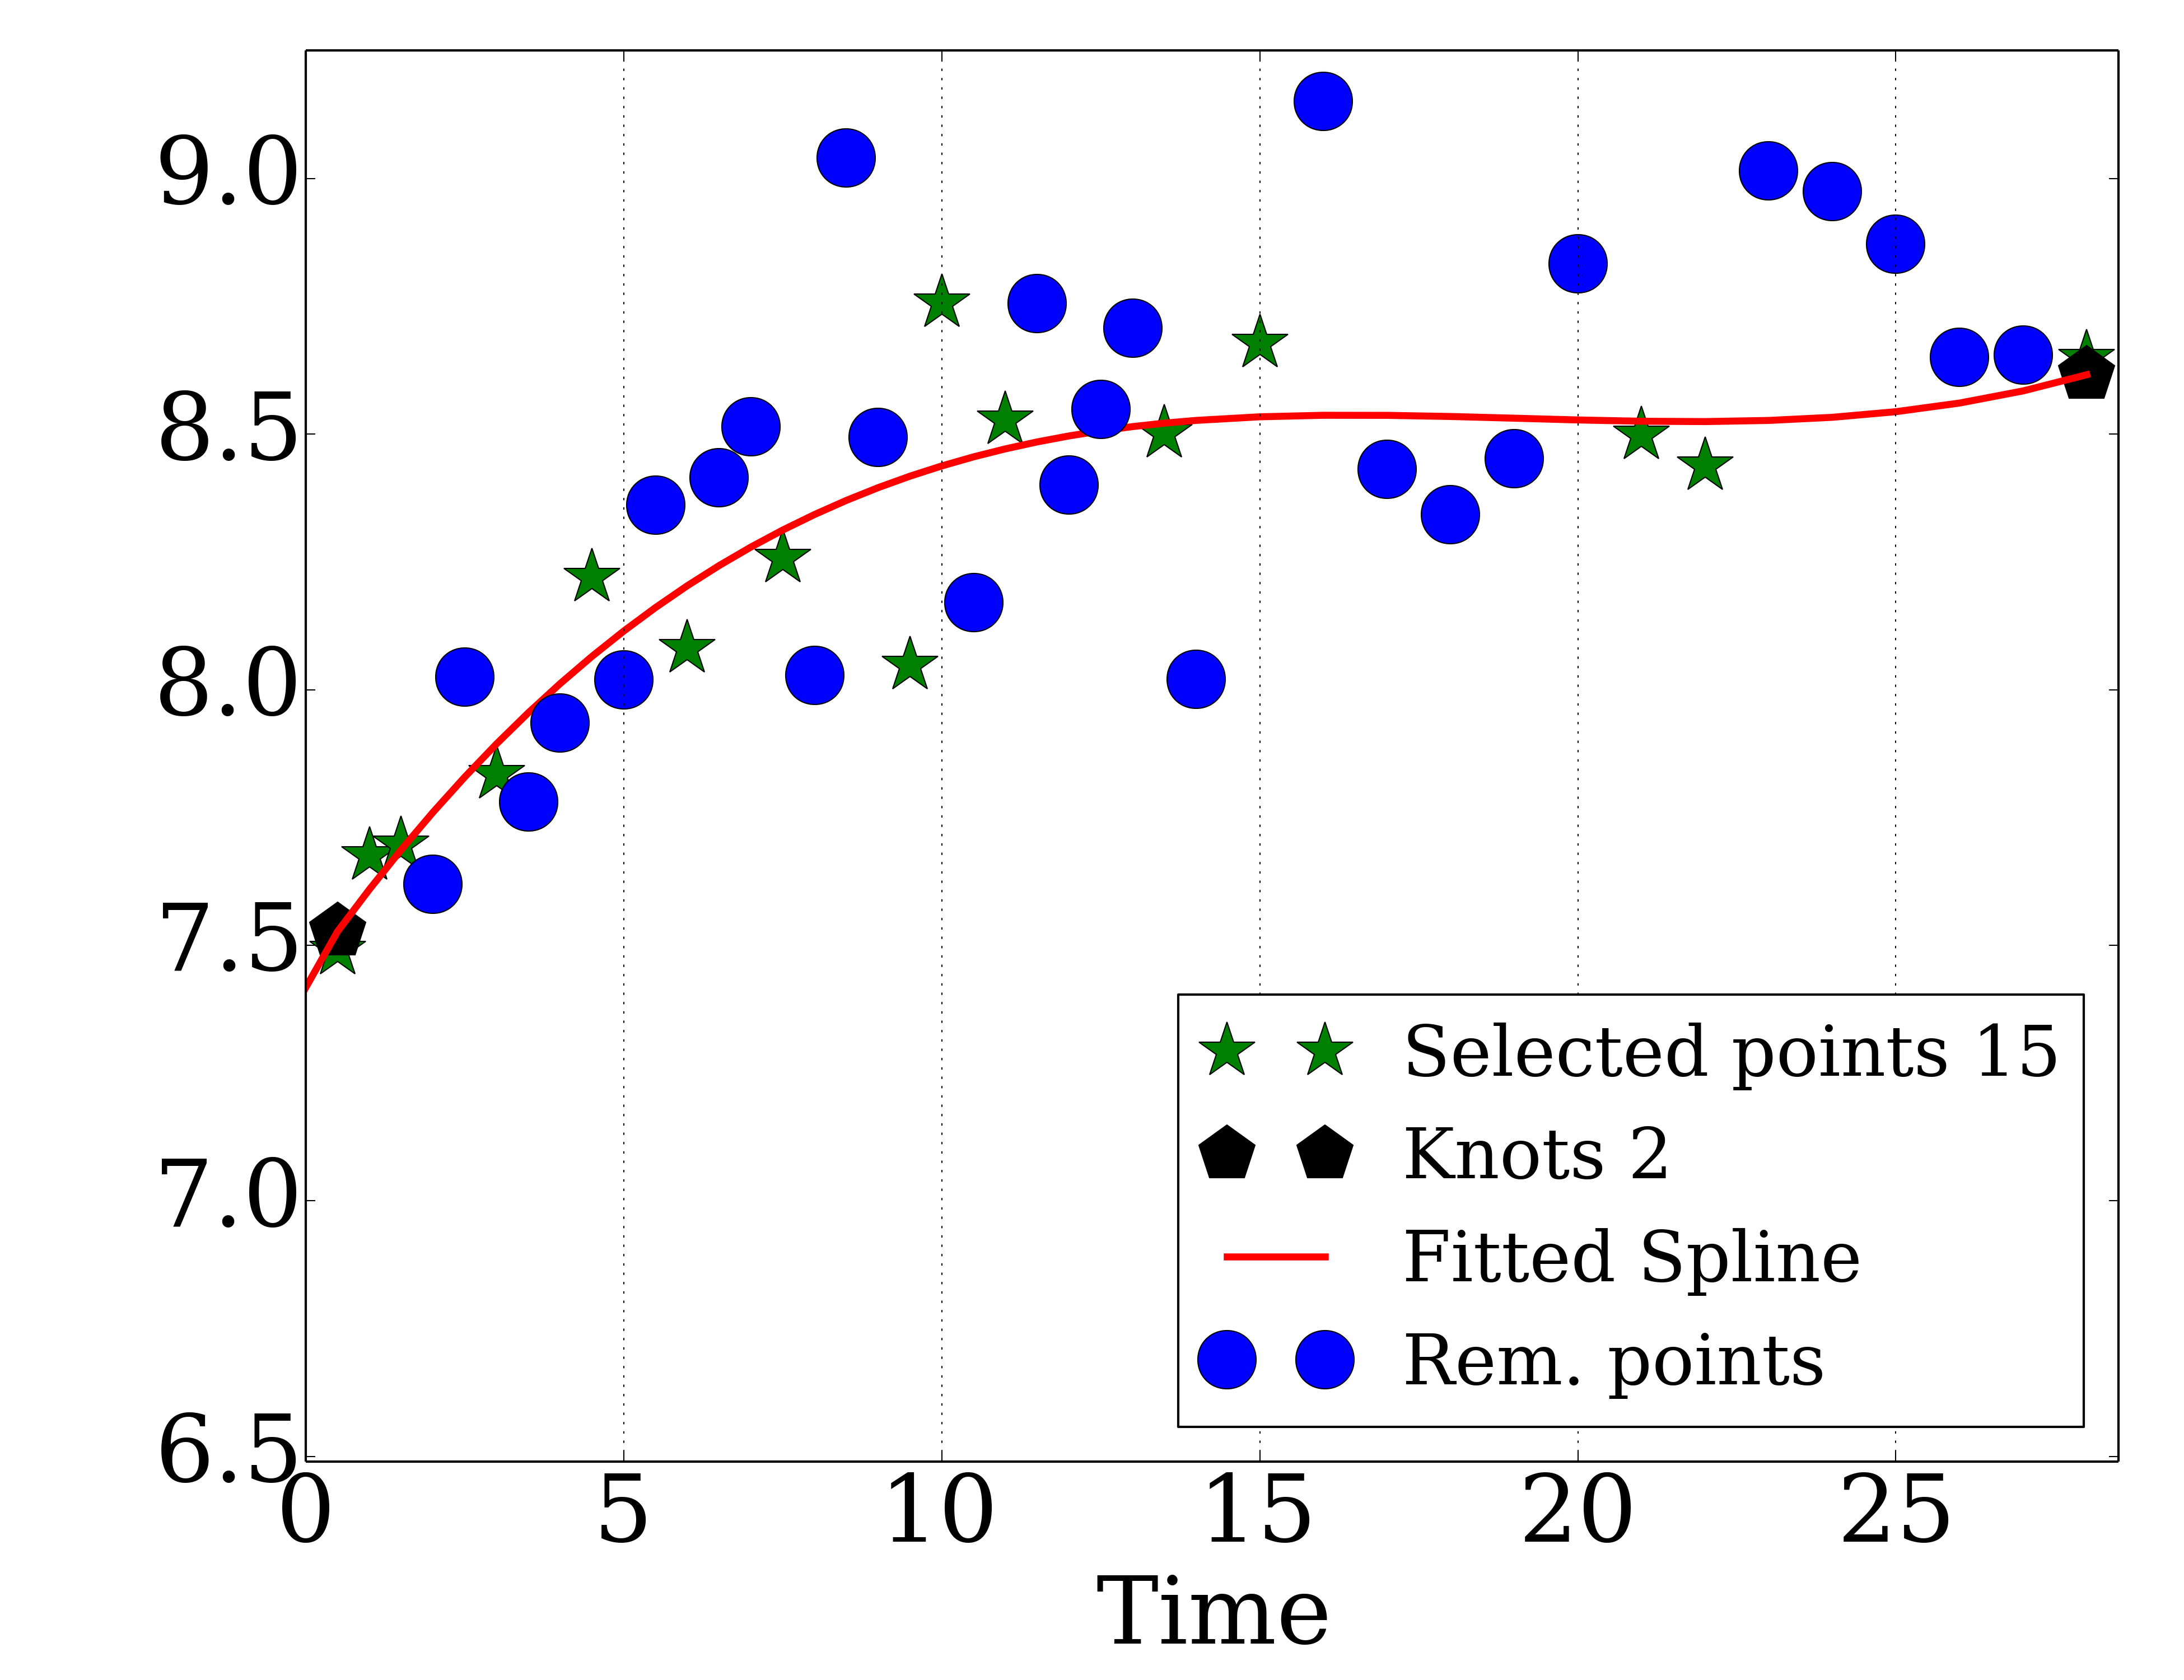 9.0
8.5
8.0
7.5
7.0
6.5
0 5 10 15 20 25
Time
Selected points 15
Knots 2
Fitted Spline
Rem. points